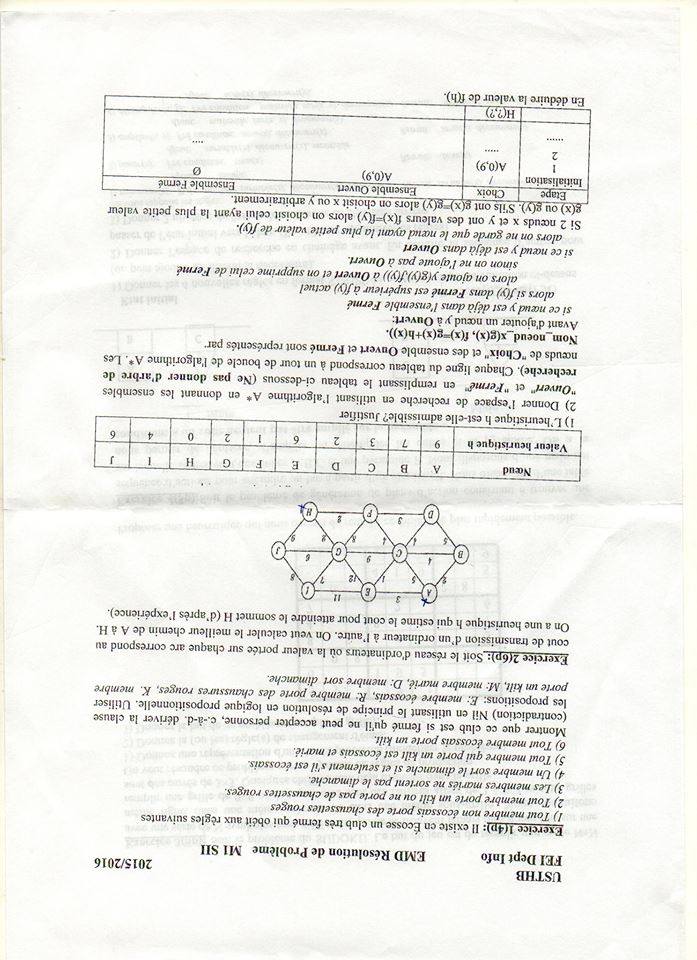 USTHB
FEI Dept Info
EMD Résolution de Problème M1 SII
2015/2016
Exercice 1(4p): Il existe en Écosse un club très fermé qui obéit aux règles suivantes
1) Tout membre non écossais porte des chaussettes rouges
2) Tout membre porte un kilt ou ne porte pas de chaussettes rouges.
3) Les membres mariés ne sortent pas le dimanche.
4) Un membre sort le dimanche si et seulement s'il est écossais.
5) Tout membre qui porte un kilt est écossais et marié.
6) Tout membre écossais porte un kilt.
Montrer que ce club est si fermé qu'il ne peut accepter personne, c.-à-d. dériver la clause
(contradiction) Nil en utilisant le principe de résolution en logique propositionnelle. Utiliser
les propositions: E: membre écossais, R: membre porte des chaussures rouges, K. membre
porte un kilt, M: membre marié, D: membre sort dimanche.
Exercice 2(6p): Soit le réseau d'ordinateurs où la valeur portée sur chaque arc correspond au
cout de transmission d'un ordinateur à l'autre. On veut calculer le meilleur chemin de A à H.
On a une heuristique h qui estime le cout pour atteindre le sommet H (d'après l'expérience).
A 3 E 11 I
2 5 1 12 7 8
B 4 C 9 G 6 J
5 4 8 2 9
D 3 F 2 H
Nœud A B C D E F G H I J
Valeur heuristique h 9 7 3 2 6 1 2 0 4 6
1) L'heuristique h est-elle admissible? Justifier
2) Donner l'espace de recherche en utilisant l'algorithme A* en donnant les ensembles
"Ouvert" et "Fermé" en remplissant le tableau ci-dessous (Ne pas donner d'arbre de
recherche). Chaque ligne du tableau correspond à un tour de boucle de l'algorithme A*. Les
nœuds de "Choix" et des ensemble Ouvert et Fermé sont représentés par
Nom_noeud_x(g(x), f(x)=g(x)+h(x)).
Avant d'ajouter un nœud y à Ouvert:
si ce nœud y est déjà dans l'ensemble Fermé
alors si f(y) dans Fermé est supérieur à f(y) actuel
alors on ajoute y(g(y),f(y)) à Ouvert et on supprime celui de Fermé
sinon on ne l'ajoute pas à Ouvert.
si ce nœud y est déjà dans Ouvert
alors on ne garde que le nœud ayant la plus petite valeur de f(y).
Si 2 nœuds x et y ont des valeurs f(x)=f(y) alors on choisit celui ayant la plus petite valeur
g(x) ou g(y). S'ils ont g(x)=g(y) alors on choisit x ou y arbitrairement.
Etape Choix Ensemble Ouvert Ensemble Fermé
Initialisation / A(0,9) Ø
1 A(0,9)
2 ..... ....
......
H(?,?)
En déduire la valeur de f(h).